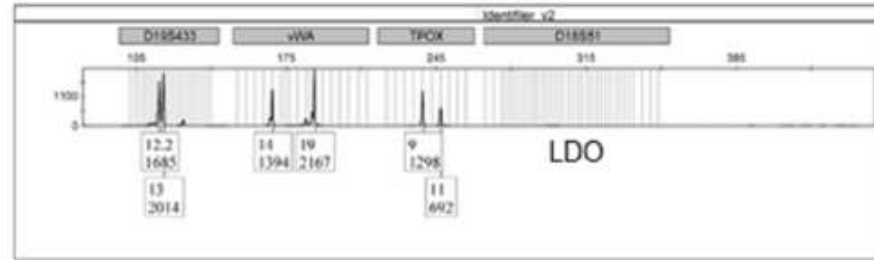 Identifiler_v2
D19S433 vWA TPOX D18S51
105 175 245 315 385
1100
0
12.2 14 19 9
1685 1394 2167 1298
LDO
13 11
2014 692